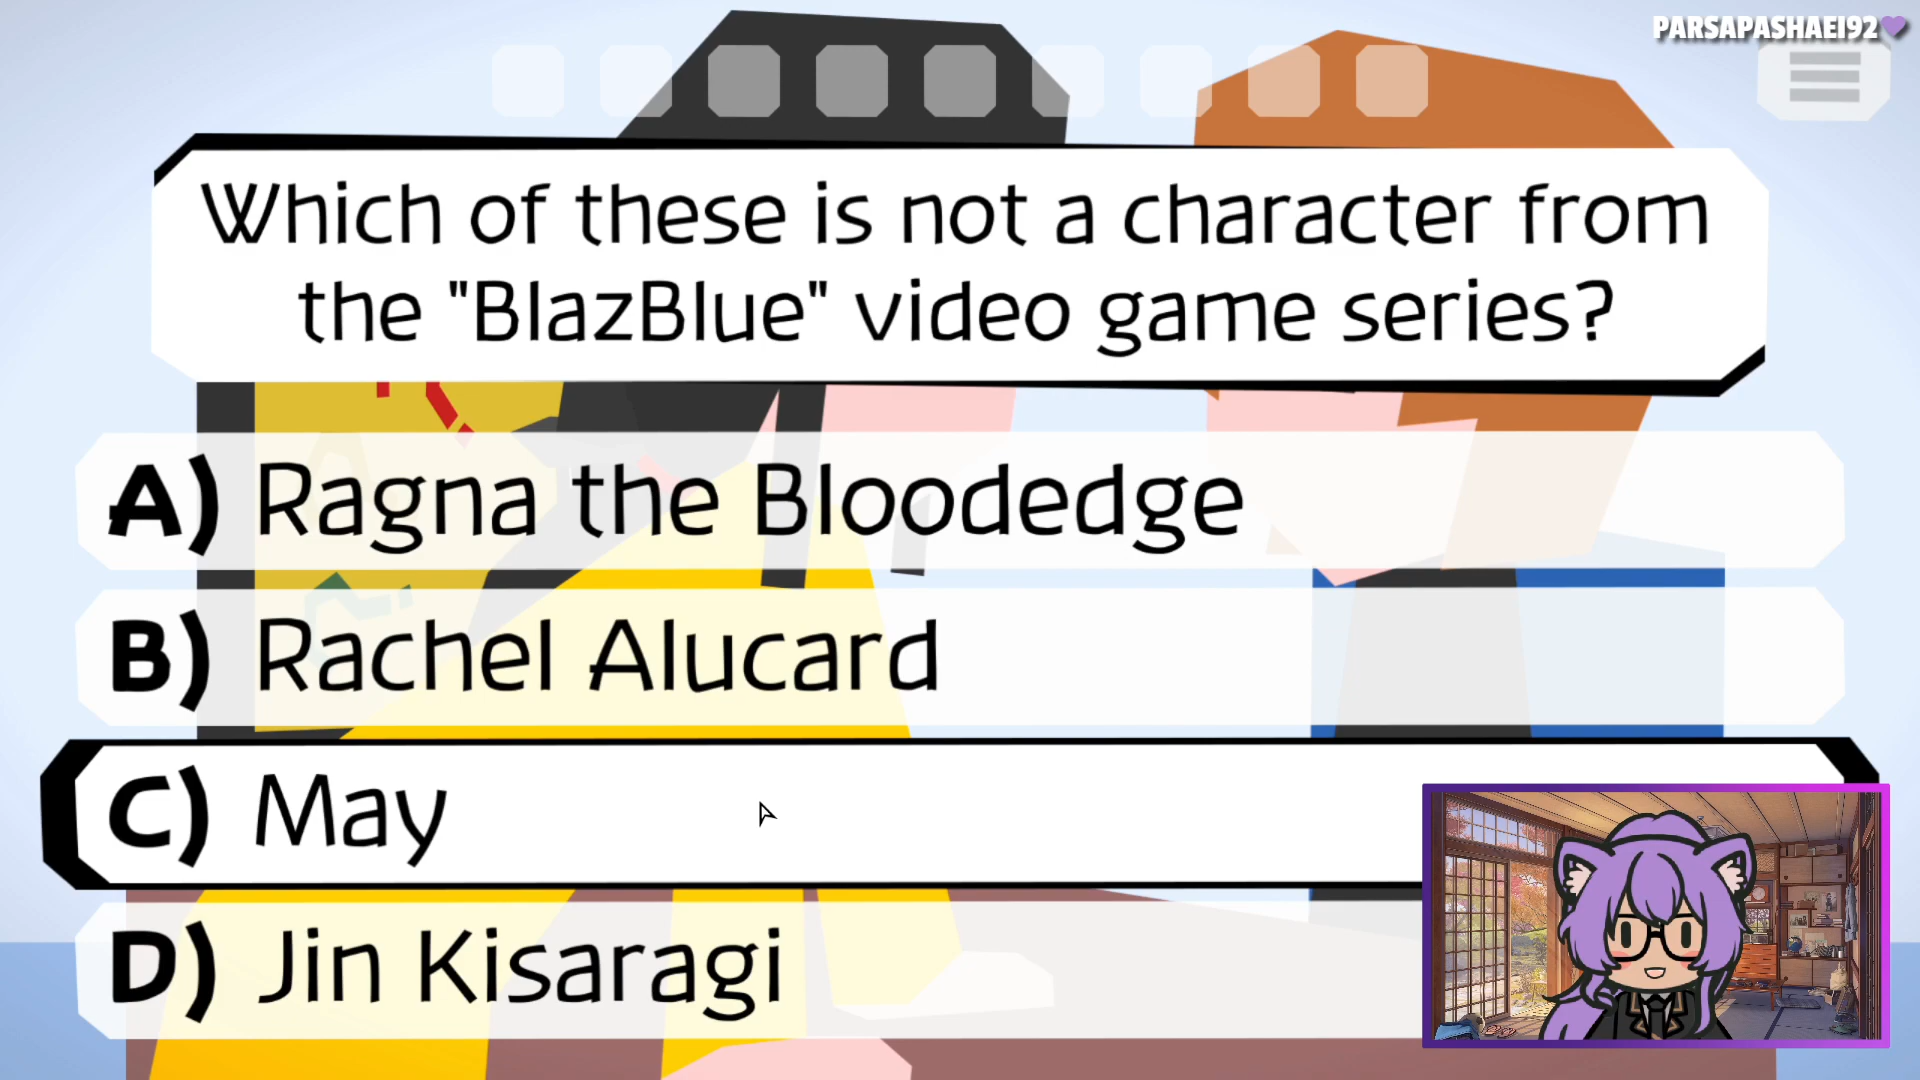 PARSAPASHAEI92
Which of these is not a character from
the "BlazBlue" video game series?
A) Ragna the Bloodedge
B) Rachel Alucard
C) May
D) Jin Kisaragi